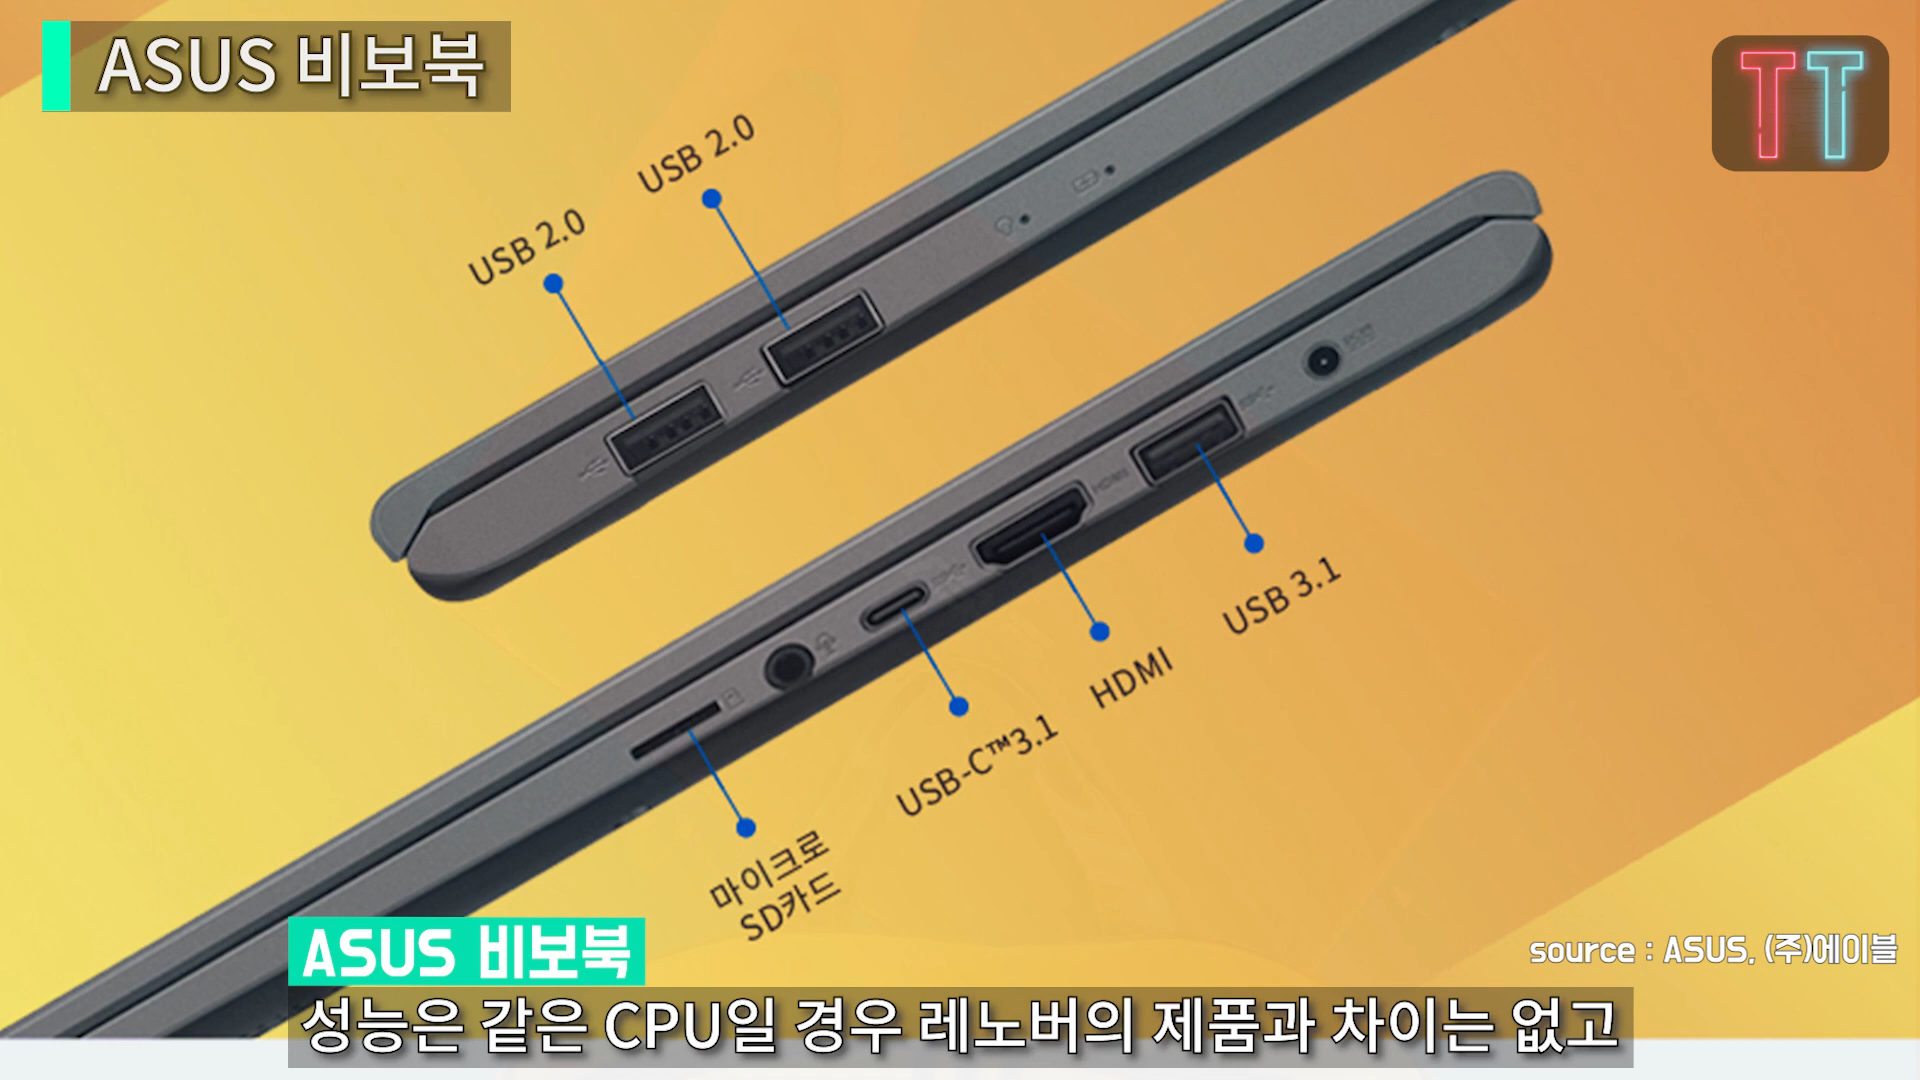 ASUS 비보북
TT
USB 2.0
USB 2.0
USB 3.1
HDMI
USB-C™3.1
마이크로
SD카드
HDMI
ASUS 비보북
source : ASUS, (주)에이블
성능은 같은 CPU일 경우 레노버의 제품과 차이는 없고